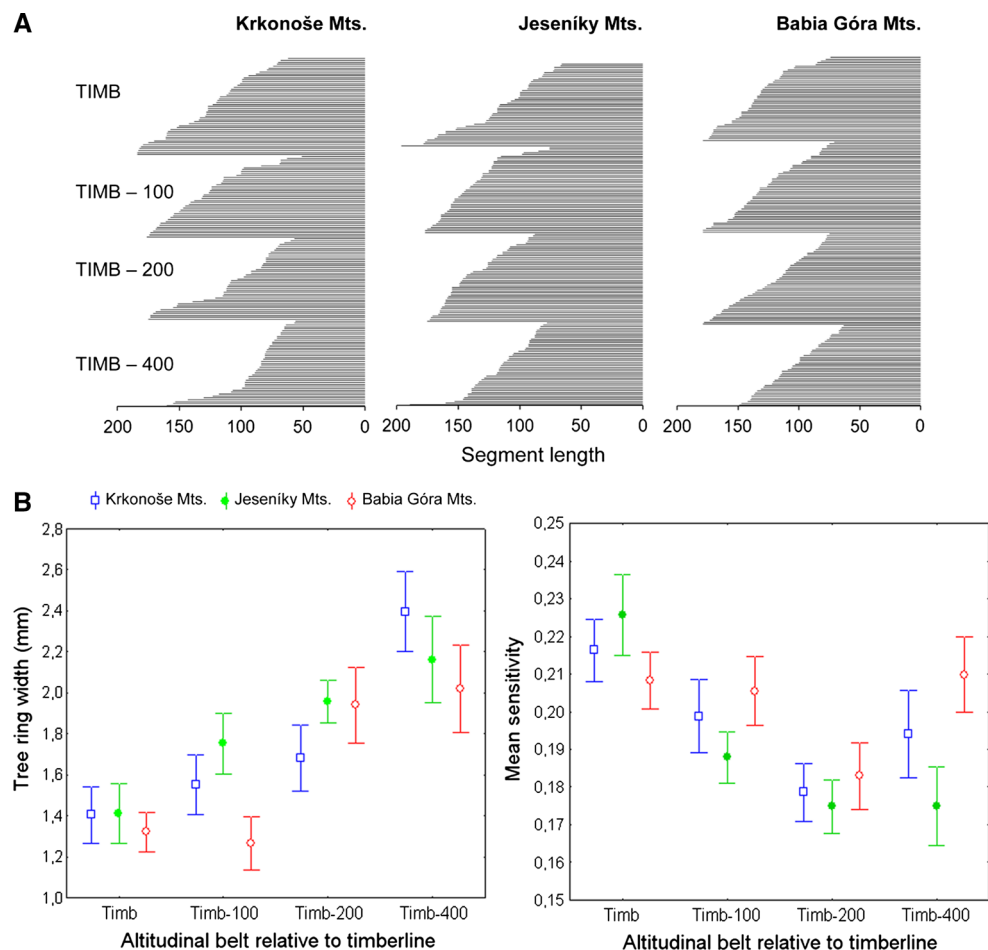 A
Krkonoše Mts. Jeseníky Mts. Babia Góra Mts.
TIMB
TIMB – 100
TIMB – 200
TIMB – 400
200 150 100 50 0 200 150 100 50 0 200 150 100 50 0
Segment length
B
Krkonoše Mts. Jeseníky Mts. Babia Góra Mts.
Tree ring width (mm)
2,8
2,6
2,4
2,2
2,0
1,8
1,6
1,4
1,2
1,0
Timb Timb-100 Timb-200 Timb-400
Altitudinal belt relative to timberline
Mean sensitivity
0,25
0,24
0,23
0,22
0,21
0,20
0,19
0,18
0,17
0,16
0,15
Timb Timb-100 Timb-200 Timb-400
Altitudinal belt relative to timberline